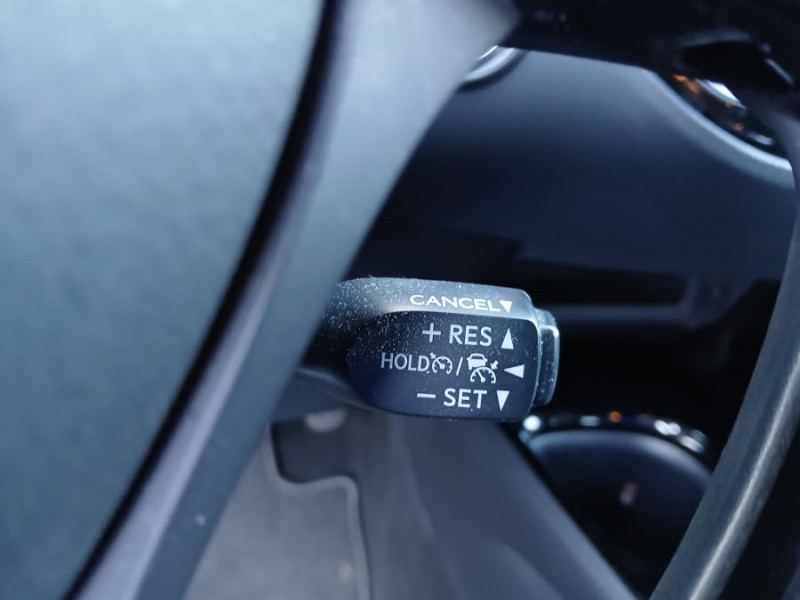 CANCEL▼
+ RES ▲
HOLD / ◄
− SET ▼